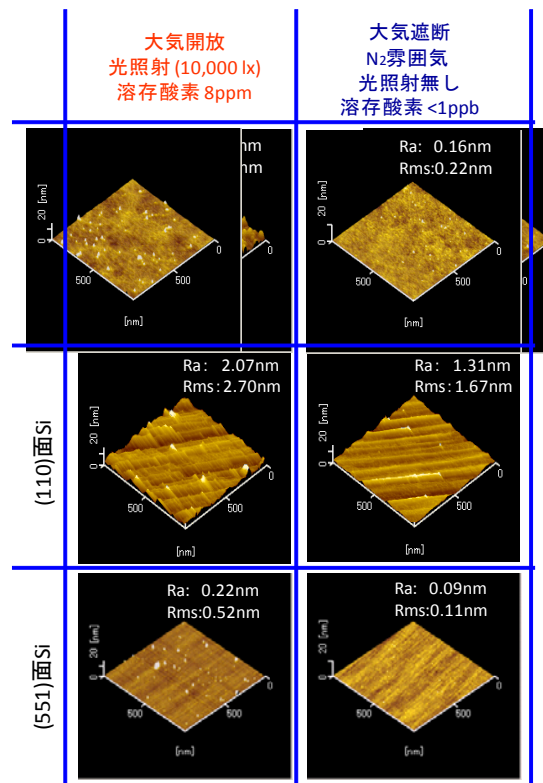 大気開放
光照射 (10,000 lx)
溶存酸素 8ppm
大気遮断
N2雰囲気
光照射無し
溶存酸素 <1ppb
nm
nm
20 [nm]
0
500
500
0
[nm]
Ra: 0.16nm
Rms:0.22nm
20 [nm]
0
500
500
0
[nm]
(110)面Si
Ra: 2.07nm
Rms: 2.70nm
20 [nm]
0
500
500
0
[nm]
Ra: 1.31nm
Rms: 1.67nm
20 [nm]
0
500
500
0
[nm]
(551)面Si
Ra: 0.22nm
Rms:0.52nm
20 [nm]
0
500
500
0
[nm]
Ra: 0.09nm
Rms:0.11nm
20 [nm]
0
500
500
0
[nm]